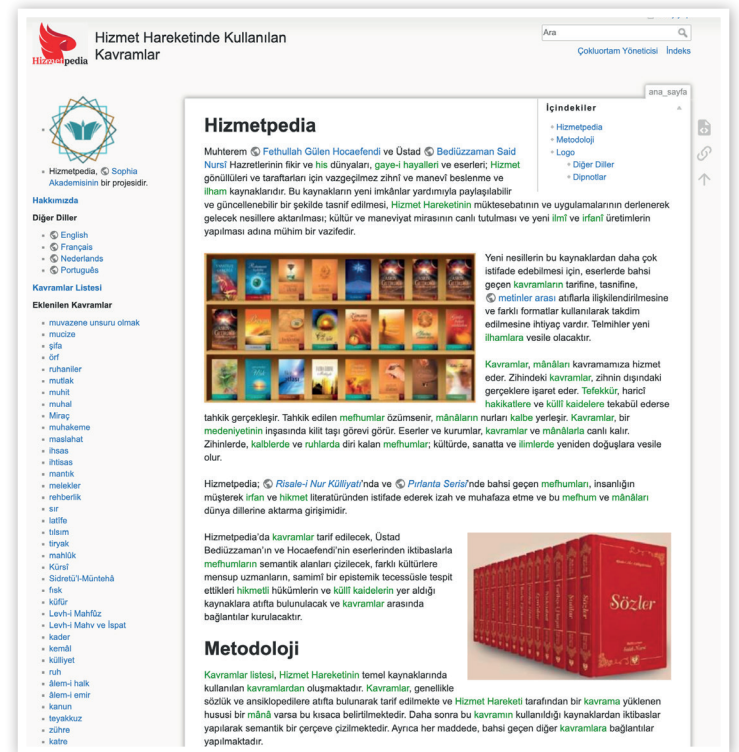 Hizmetpedia
Hizmet Hareketinde Kullanılan
Kavramlar
Ara
Çokluortam Yöneticisi İndeks
ana_sayfa
Hizmetpedia, Sophia
Akademisinin bir projesidir.
Hakkımızda
Diğer Diller
English
Français
Nederlands
Português
Kavramlar Listesi
Eklenilen Kavramlar
muvazene unsuru olmak
mucize
şifa
örf
ruhaniler
mutlak
muhit
muhal
Miraç
muhakeme
maslahat
ihsas
ihtisas
mantık
melekler
rehberlik
sır
latîfe
tılsım
tiryak
mahlûk
Kürsî
Sidretü'l-Müntehâ
fısk
küfür
Levh-i Mahfûz
Levh-i Mahv ve İspat
kader
kemâl
külliyet
ruh
âlem-i halk
âlem-i emir
kanun
teyakkuz
zühre
katre
İçindekiler
Hizmetpedia
Metodoloji
Logo
Diğer Diller
Dipnotlar
Hizmetpedia
Muhterem Fethullah Gülen Hocaefendi ve Üstad Bediüzzaman Said
Nursî Hazretlerinin fikir ve his dünyaları, gaye-i hayalleri ve eserleri; Hizmet
gönüllüleri ve taraftarları için vazgeçilmez zihnî ve manevî beslenme ve
ilham kaynaklarıdır. Bu kaynakların yeni imkânlar yardımıyla paylaşılabilir
ve güncellenebilir bir şekilde tasnif edilmesi, Hizmet Hareketinin müktesebatının ve uygulamalarının derlenerek
gelecek nesillere aktarılması; kültür ve maneviyat mirasının canlı tutulması ve yeni ilmî ve irfanî üretimlerin
yapılması adına mühim bir vazifedir.
Yeni nesillerin bu kaynaklardan daha çok
istifade edebilmesi için, eserlerde bahsi
geçen kavramların tarifine, tasnifine,
metinler arası atıflarla ilişkilendirilmesine
ve farklı formatlar kullanılarak takdim
edilmesine ihtiyaç vardır. Telmihler yeni
ilhamlara vesile olacaktır.
Kavramlar, mânâları kavramamıza hizmet
eder. Zihindeki kavramlar, zihnin dışındaki
gerçeklere işaret eder. Tefekkür, haricî
hakikatlere ve küllî kaidelere tekabül ederse
tahkik gerçekleşir. Tahkik edilen mefhumlar özümsenir, mânâların nurları kalbe yerleşir. Kavramlar, bir
medeniyetinin inşasında kilit taşı görevi görür. Eserler ve kurumlar, kavramlar ve mânâlarla canlı kalır.
Zihinlerde, kalblerde ve ruhlarda diri kalan mefhumlar; kültürde, sanatta ve ilimlerde yeniden doğuşlara vesile
olur.
Hizmetpedia; Risale-i Nur Külliyatı'nda ve Pırlanta Serisi'nde bahsi geçen mefhumları, insanlığın
müşterek irfan ve hikmet literatüründen istifade ederek izah ve muhafaza etme ve bu mefhum ve mânâları
dünya dillerine aktarma girişimidir.
Hizmetpedia'da kavramlar tarif edilecek, Üstad
Bediüzzaman'ın ve Hocaefendi'nin eserlerinden iktibaslarla
mefhumların semantik alanları çizilecek, farklı kültürlere
mensup uzmanların, samimî bir epistemik tecessüsle tespit
ettikleri hikmetli hükümlerin ve küllî kaidelerin yer aldığı
kaynaklara atıfta bulunulacak ve kavramlar arasında
bağlantılar kurulacaktır.
Sözler
Metodoloji
Kavramlar listesi, Hizmet Hareketinin temel kaynaklarında
kullanılan kavramlardan oluşmaktadır. Kavramlar, genellikle
sözlük ve ansiklopedilere atıfta bulunarak tarif edilmekte ve Hizmet Hareketi tarafından bir kavrama yüklenen
hususi bir mânâ varsa bu kısaca belirtilmektedir. Daha sonra bu kavramın kullanıldığı kaynaklardan iktibaslar
yapılarak semantik bir çerçeve çizilmektedir. Ayrıca her maddede, bahsi geçen diğer kavramlara bağlantılar
yapılmaktadır.